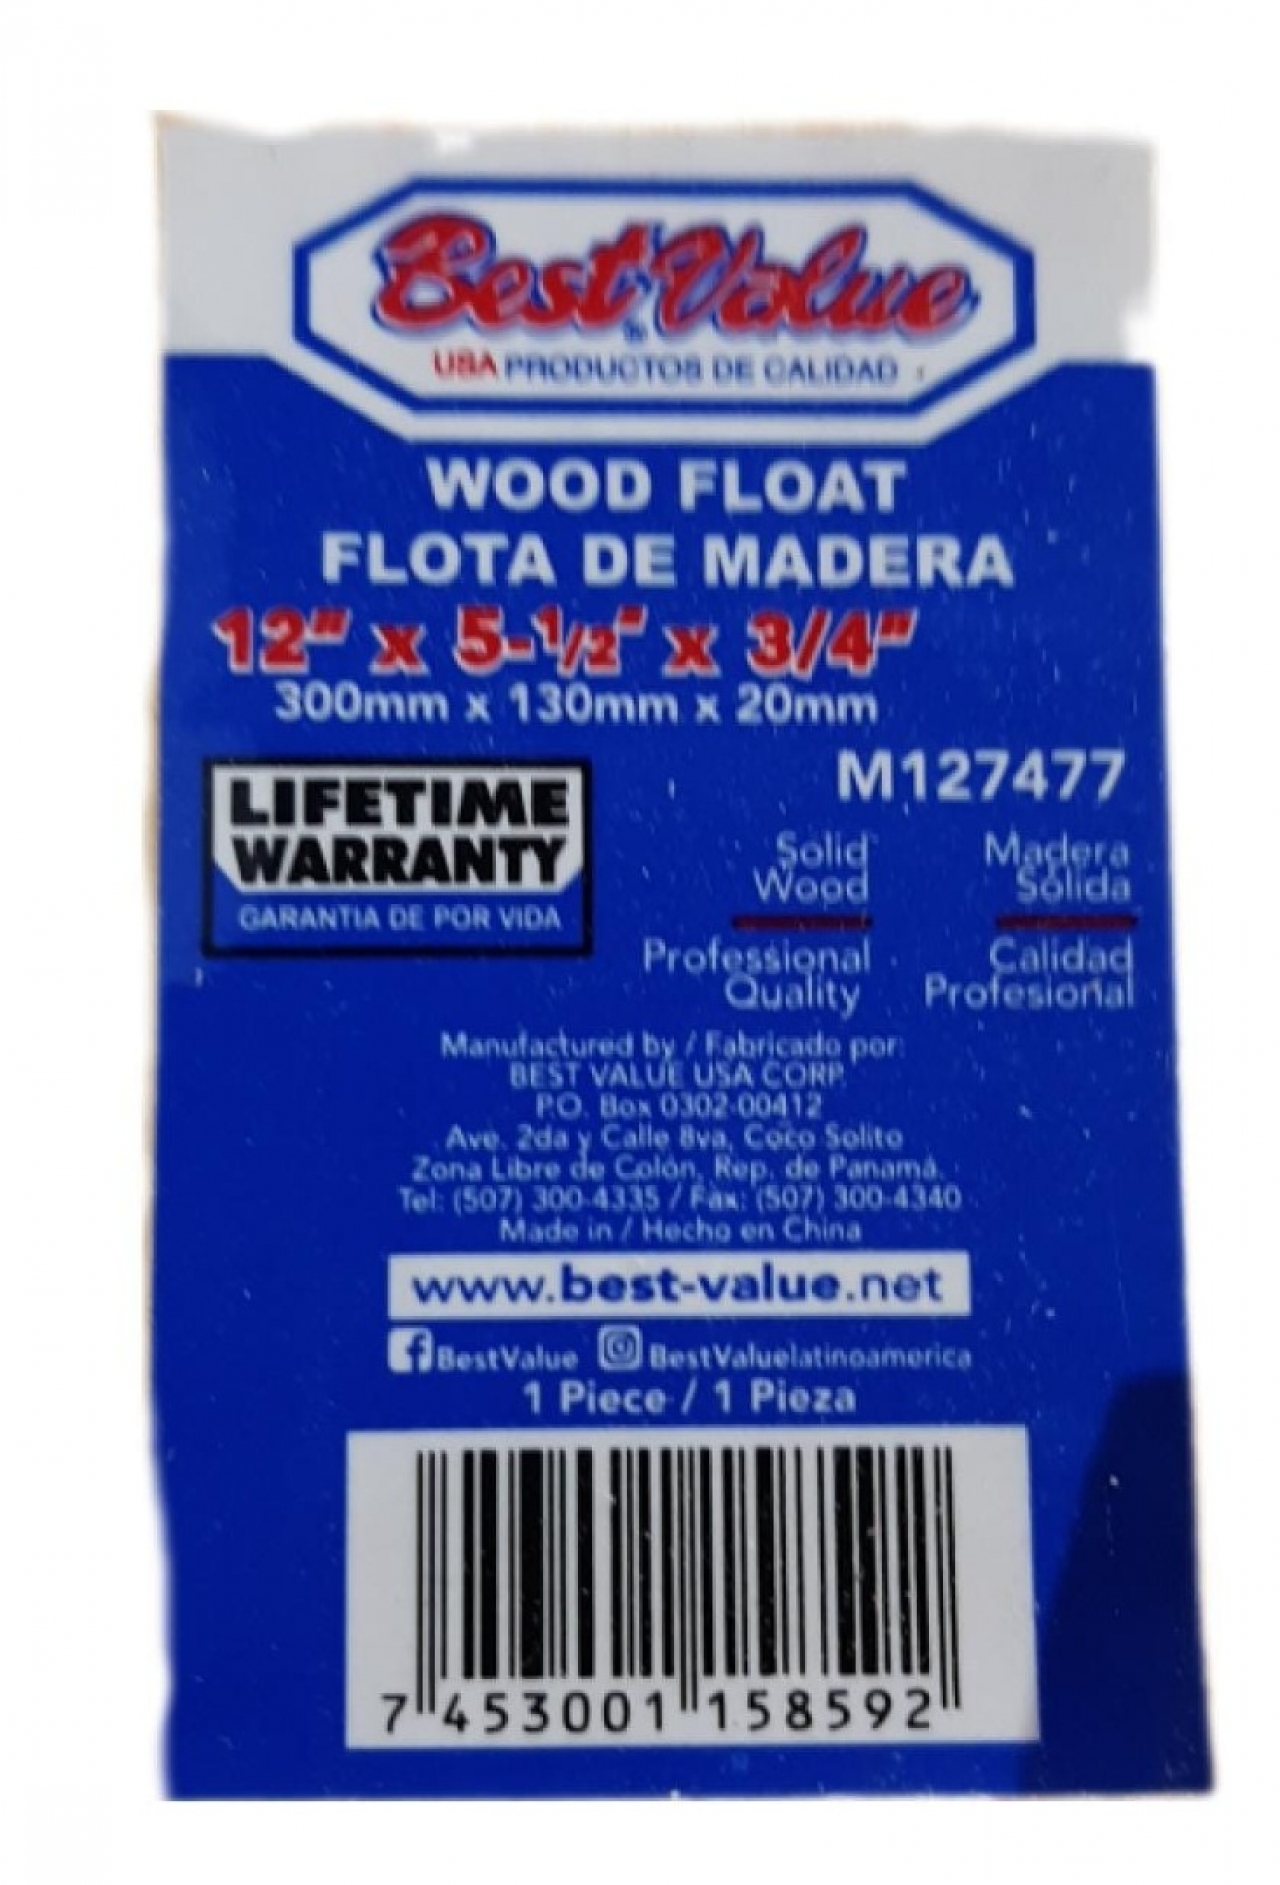 Best Value
USA PRODUCTOS DE CALIDAD
WOOD FLOAT
FLOTA DE MADERA
12" x 5-1/2" x 3/4"
300mm x 130mm x 20mm
M127477
LIFETIME
WARRANTY
GARANTIA DE POR VIDA
Solid
Wood
Madera
Sólida
Professional
Quality
Calidad
Profesional
Manufactured by / Fabricado por:
BEST VALUE USA CORP.
P.O. Box 0302-00412
Ave. 2da y Calle 8va, Coco Solito
Zona Libre de Colón, Rep. de Panamá.
Tel: (507) 300-4335 / Fax: (507) 300-4340
Made in / Hecho en China
www.best-value.net
BestValue BestValuelatinoamerica
1 Piece / 1 Pieza
7 453001 158592